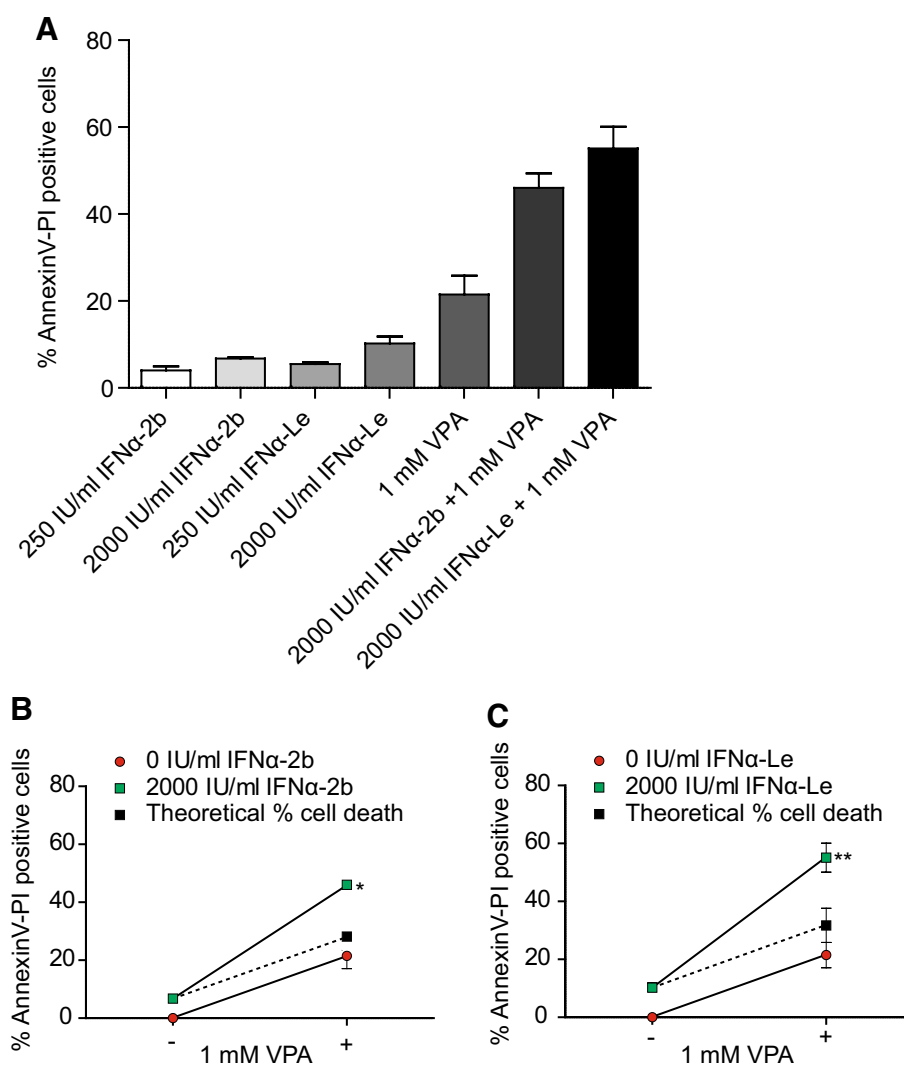 A
% AnnexinV-PI positive cells
80
60
40
20
0
250 IU/ml IFNα-2b
2000 IU/ml IIFNα-2b
250 IU/ml IFNα-Le
2000 IU/ml IFNα-Le
1 mM VPA
2000 IU/ml IFNα-2b +1 mM VPA
2000 IU/ml IFNα-Le + 1 mM VPA
B
% AnnexinV-PI positive cells
0 IU/ml IFNα-2b
2000 IU/ml IFNα-2b
Theoretical % cell death
80
60
40
20
0
*
- +
1 mM VPA
C
% AnnexinV-PI positive cells
0 IU/ml IFNα-Le
2000 IU/ml IFNα-Le
Theoretical % cell death
80
60
40
20
0
**
- +
1 mM VPA